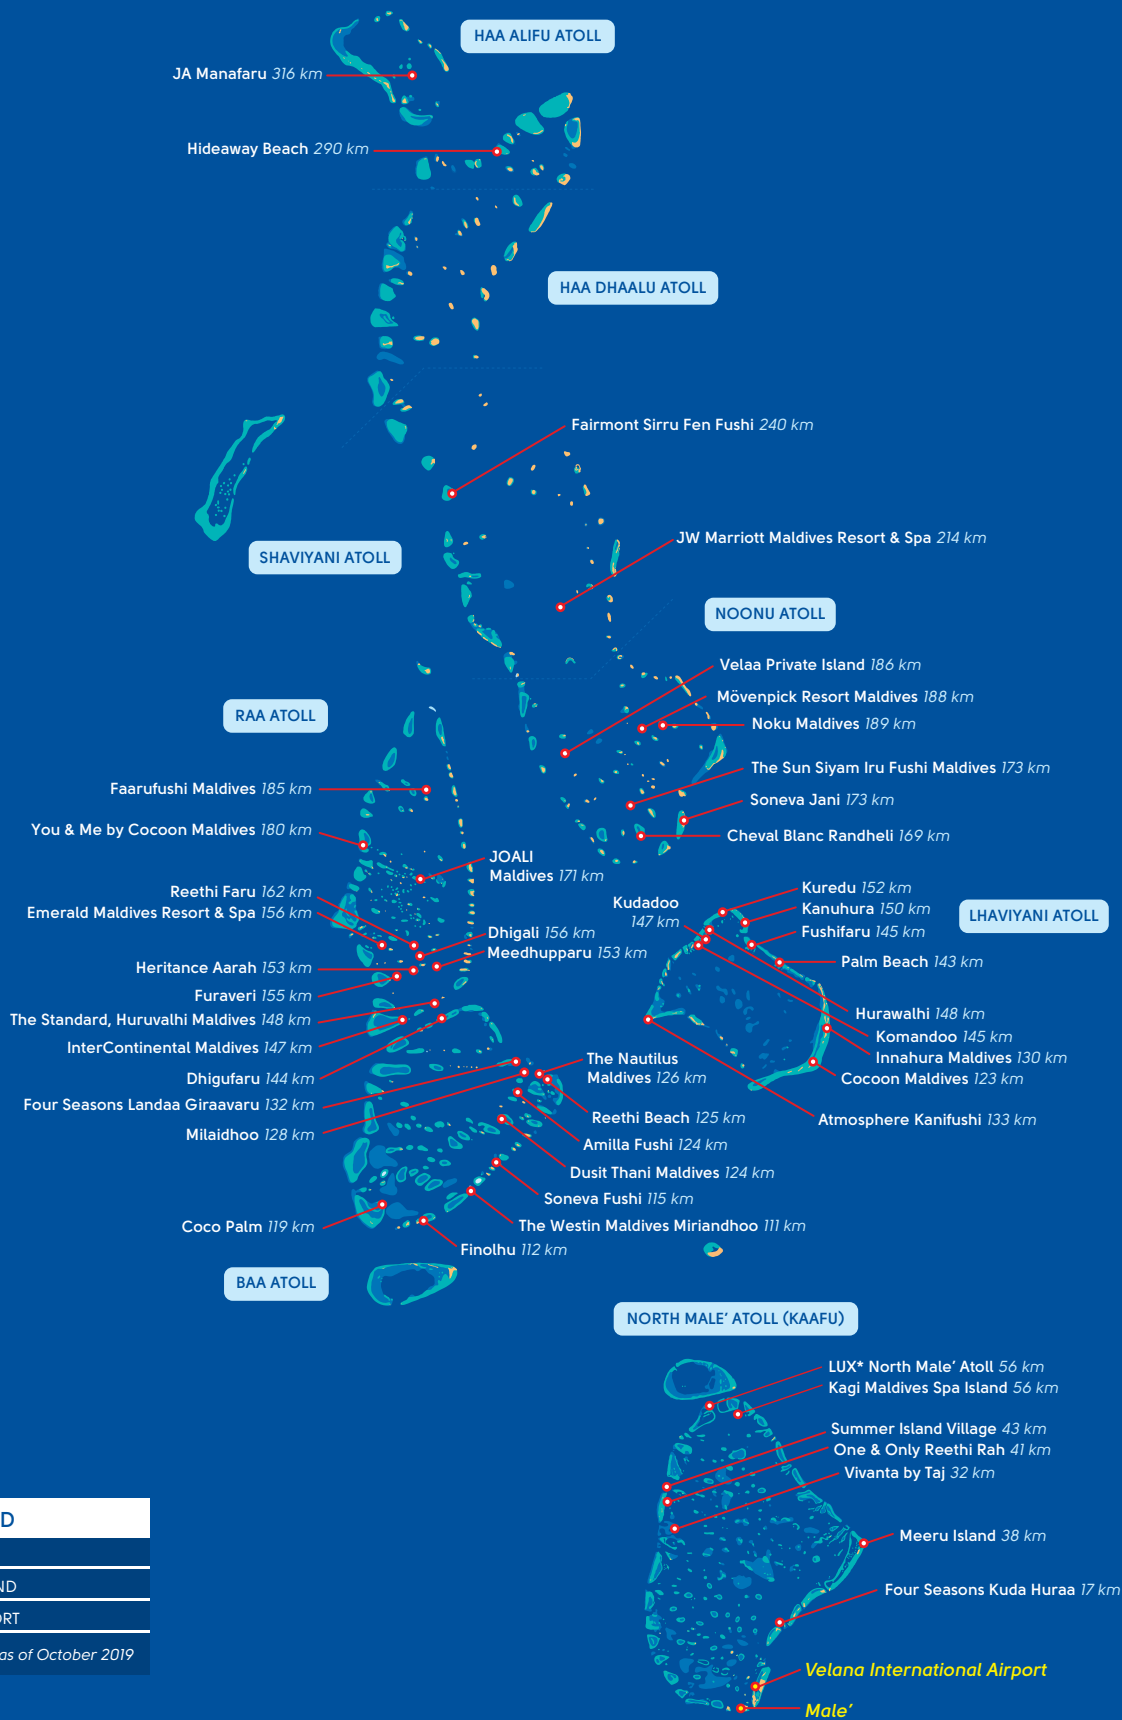 HAA ALIFU ATOLL
JA Manafaru 316 km
Hideaway Beach 290 km
HAA DHAALU ATOLL
Fairmont Sirru Fen Fushi 240 km
JW Marriott Maldives Resort & Spa 214 km
SHAVIYANI ATOLL
NOONU ATOLL
Velaa Private Island 186 km
Mövenpick Resort Maldives 188 km
Noku Maldives 189 km
The Sun Siyam Iru Fushi Maldives 173 km
Soneva Jani 173 km
Cheval Blanc Randheli 169 km
RAA ATOLL
Faarufushi Maldives 185 km
You & Me by Cocoon Maldives 180 km
JOALI
Maldives 171 km
Reethi Faru 162 km
Emerald Maldives Resort & Spa 156 km
Dhigali 156 km
Meedhupparu 153 km
Heritance Aarah 153 km
Furaveri 155 km
The Standard, Huruvalhi Maldives 148 km
InterContinental Maldives 147 km
Dhigufaru 144 km
Four Seasons Landaa Giraavaru 132 km
Milaidhoo 128 km
Kudadoo
147 km
Kuredu 152 km
Kanuhura 150 km
Fushifaru 145 km
LHAVIYANI ATOLL
Palm Beach 143 km
Hurawalhi 148 km
Komandoo 145 km
Innahura Maldives 130 km
Cocoon Maldives 123 km
Atmosphere Kanifushi 133 km
The Nautilus
Maldives 126 km
Reethi Beach 125 km
Amilla Fushi 124 km
Dusit Thani Maldives 124 km
Soneva Fushi 115 km
The Westin Maldives Miriandhoo 111 km
Finolhu 112 km
Coco Palm 119 km
BAA ATOLL
NORTH MALE' ATOLL (KAAFU)
LUX* North Male' Atoll 56 km
Kagi Maldives Spa Island 56 km
Summer Island Village 43 km
One & Only Reethi Rah 41 km
Vivanta by Taj 32 km
Meeru Island 38 km
Four Seasons Kuda Huraa 17 km
Velana International Airport
Male'
D
ND
ORT
as of October 2019